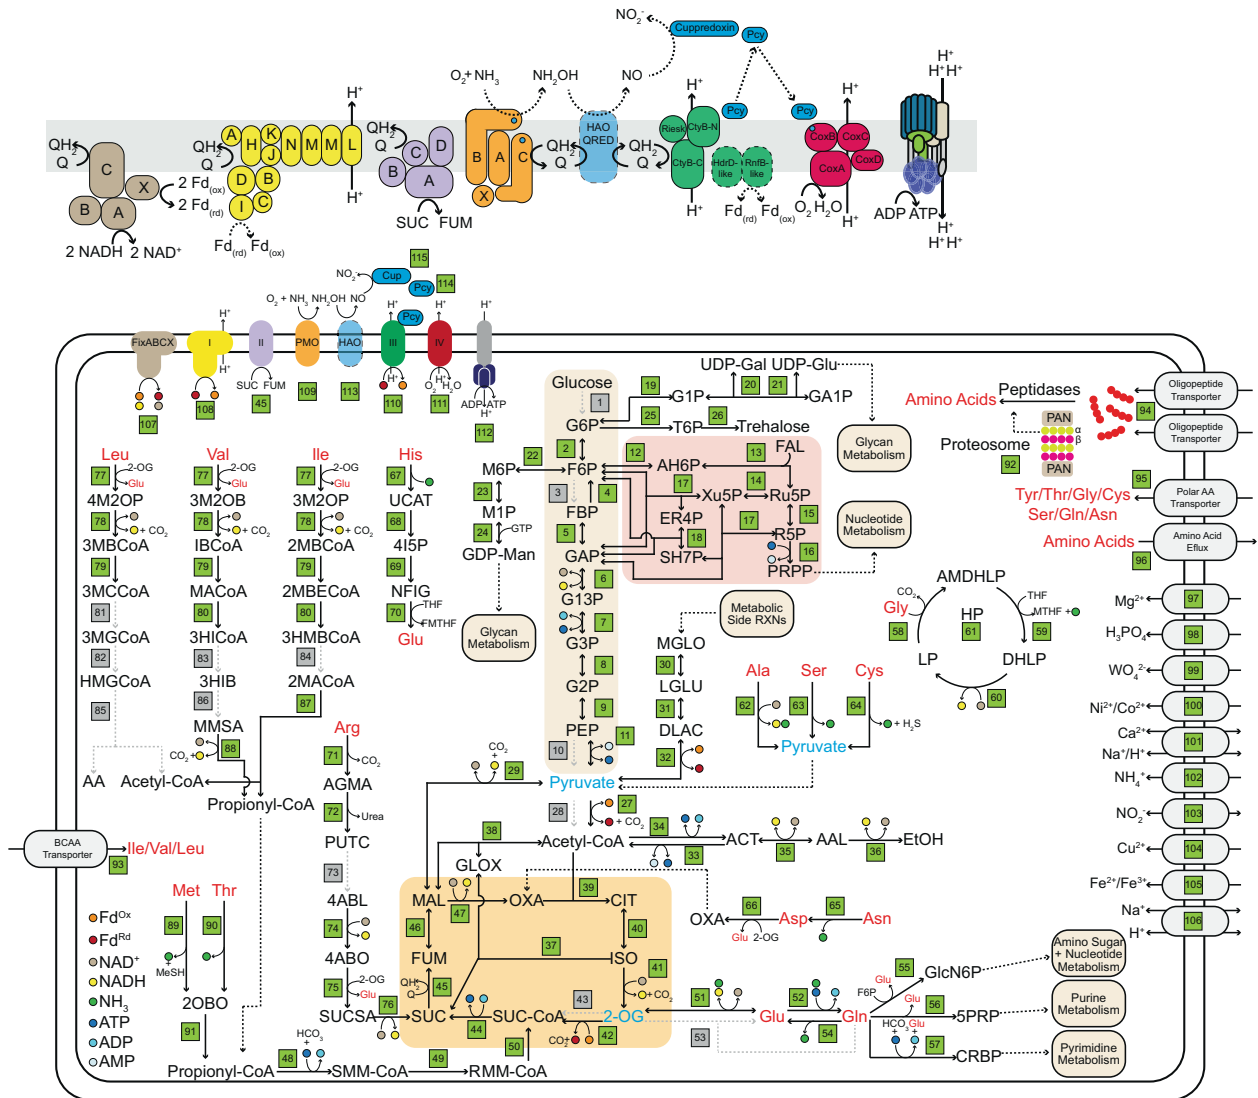 NO₂⁻
Cuppredoxin
Pcy
H⁺
H⁺ H⁺
O₂+ NH₃
NH₂OH
NO
H⁺
H⁺
H⁺
Pcy
Pcy
QH₂
Q
C
X
B
A
2 Fd(ox)
2 Fd(rd)
2 NADH
2 NAD⁺
QH₂
Q
A
H
K
J
N
M
M
L
D
B
I
C
H⁺
Fd(rd)
Fd(ox)
QH₂
Q
C
D
B
A
SUC
FUM
B
A
C
X
QH₂
Q
HAO
QRED
QH₂
Q
Riesk
CtyB-N
CtyB-C
HdrD-
like
RnfB-
like
H⁺
Fd(rd)
Fd(ox)
CoxB
CoxC
CoxA
CoxD
O₂
H₂O
H⁺
ADP
ATP
H⁺
H⁺ H⁺
115
NO₂⁻
Cup
Pcy
114
O₂ + NH₃
NH₂OH
NO
H⁺
H⁺
Pcy
H⁺
H⁺
FixABCX
I
II
PMO
HAO
III
IV
H⁺
SUC
FUM
H⁺
H⁺
O₂
H₂O
ADP
ATP
H⁺
107
108
45
109
113
110
111
112
Leu
Val
Ile
His
77
2-OG
Glu
77
2-OG
Glu
77
2-OG
Glu
67
4M2OP
3M2OB
3M2OP
UCAT
78
+ CO₂
78
+ CO₂
78
+ CO₂
68
3MBCoA
IBCoA
2MBCoA
4I5P
79
79
79
69
3MCCoA
MACoA
2MBECoA
NFIG
81
80
80
70
THF
FMTHF
3MGCoA
3HICoA
3HMBCoA
Glu
82
83
84
HMGCoA
3HIB
2MACoA
85
86
87
MMSA
CO₂ +
88
AA
Acetyl-CoA
Propionyl-CoA
Arg
71
CO₂
AGMA
72
Urea
PUTC
73
4ABL
74
4ABO
75
2-OG
Glu
76
SUCSA
BCAA
Transporter
93
Ile/Val/Leu
Met
Thr
89
90
+
MeSH
2OBO
91
Propionyl-CoA
48
HCO₃
+
SMM-CoA
49
RMM-CoA
50
Fd^Ox
Fd^Rd
NAD⁺
NADH
NH₃
ATP
ADP
AMP
Glucose
1
G6P
2
F6P
3
4
FBP
5
GAP
6
G13P
7
G3P
8
G2P
9
PEP
10
11
Pyruvate
28
27
+ CO₂
Acetyl-CoA
19
G1P
UDP-Gal
UDP-Glu
20
21
GA1P
25
T6P
26
Trehalose
Glycan
Metabolism
22
M6P
23
M1P
24
GTP
GDP-Man
Glycan
Metabolism
12
AH6P
13
FAL
17
Xu5P
14
Ru5P
ER4P
17
15
18
R5P
SH7P
16
PRPP
Nucleotide
Metabolism
Metabolic
Side RXNs
MGLO
30
LGLU
31
DLAC
32
CO₂
+
29
Ala
Ser
Cys
62
63
64
+ H₂S
Pyruvate
38
34
33
ACT
35
AAL
36
EtOH
GLOX
39
MAL
47
OXA
CIT
46
40
37
FUM
ISO
QH₂
Q
45
41
+CO₂
SUC
44
SUC-CoA
43
2-OG
42
CO₂+
OXA
66
Glu
2-OG
Asp
65
Asn
51
Glu
52
Gln
54
53
55
Glu
F6P
GlcN6P
Glu
56
5PRP
HCO₃
+
Glu
57
CRBP
Amino Sugar
+ Nucleotide
Metabolism
Purine
Metabolism
Pyrimidine
Metabolism
AMDHLP
CO₂
Gly
58
HP
61
THF
MTHF +
59
LP
DHLP
60
Amino Acids
Peptidases
Proteosome
92
PAN
α
β
PAN
Oligopeptide
Transporter
94
Oligopeptide
Transporter
95
Tyr/Thr/Gly/Cys
Ser/Gln/Asn
Polar AA
Transporter
Amino Acids
96
Amino Acid
Eflux
Mg²⁺
97
H₃PO₄
98
WO₄²⁻
99
Ni²⁺/Co²⁺
100
Ca²⁺
101
Na⁺/H⁺
NH₄⁺
102
NO₂⁻
103
Cu²⁺
104
Fe²⁺/Fe³⁺
105
Na⁺
106
H⁺